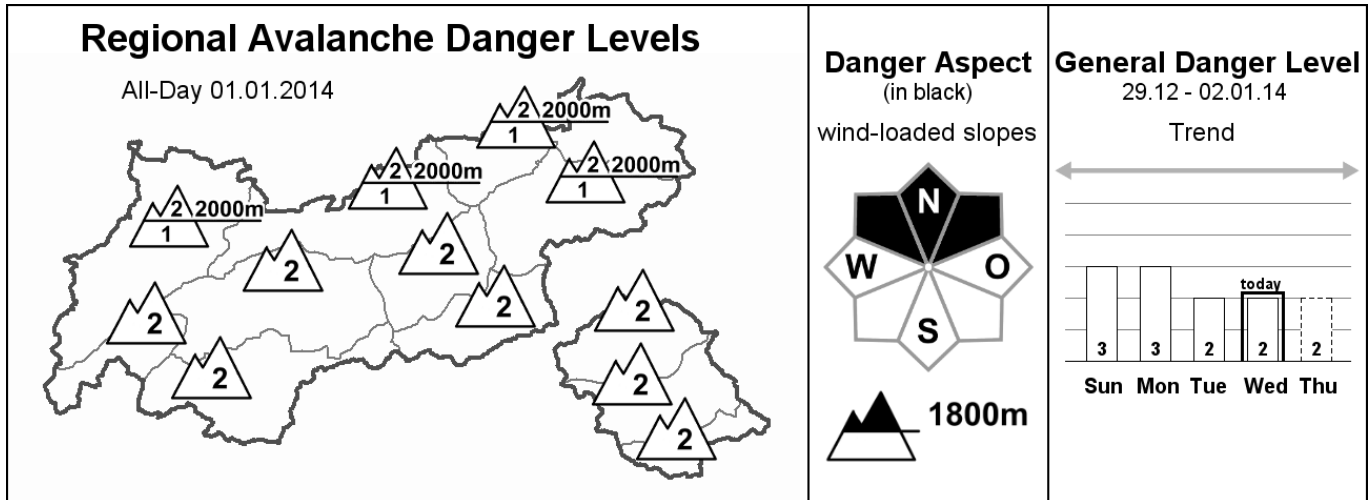 Regional Avalanche Danger Levels
All-Day 01.01.2014
2 2000m
1
2 2000m
1
2 2000m
1
2 2000m
1
2
2
2
2
2
2
2
2
Danger Aspect
(in black)
wind-loaded slopes
N
W O
S
1800m
General Danger Level
29.12 - 02.01.14
Trend
today
3 3 2 2 2
Sun Mon Tue Wed Thu